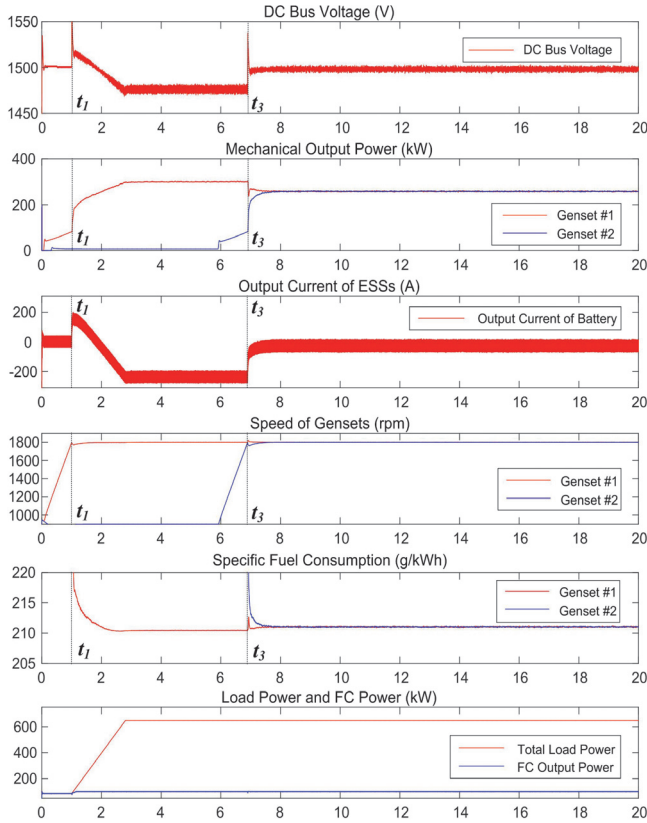 DC Bus Voltage (V)
1550
1500
1450
DC Bus Voltage
t1
t3
0 2 4 6 8 10 12 14 16 18 20
Mechanical Output Power (kW)
400
200
0
Genset #1
Genset #2
t1
t3
0 2 4 6 8 10 12 14 16 18 20
Output Current of ESSs (A)
200
0
-200
t1
t3
Output Current of Battery
0 2 4 6 8 10 12 14 16 18 20
Speed of Gensets (rpm)
1800
1600
1400
1200
1000
Genset #1
Genset #2
t1
t3
0 2 4 6 8 10 12 14 16 18 20
Specific Fuel Consumption (g/kWh)
220
215
210
205
Genset #1
Genset #2
t1
t3
0 2 4 6 8 10 12 14 16 18 20
Load Power and FC Power (kW)
600
400
200
Total Load Power
FC Output Power
0 2 4 6 8 10 12 14 16 18 20